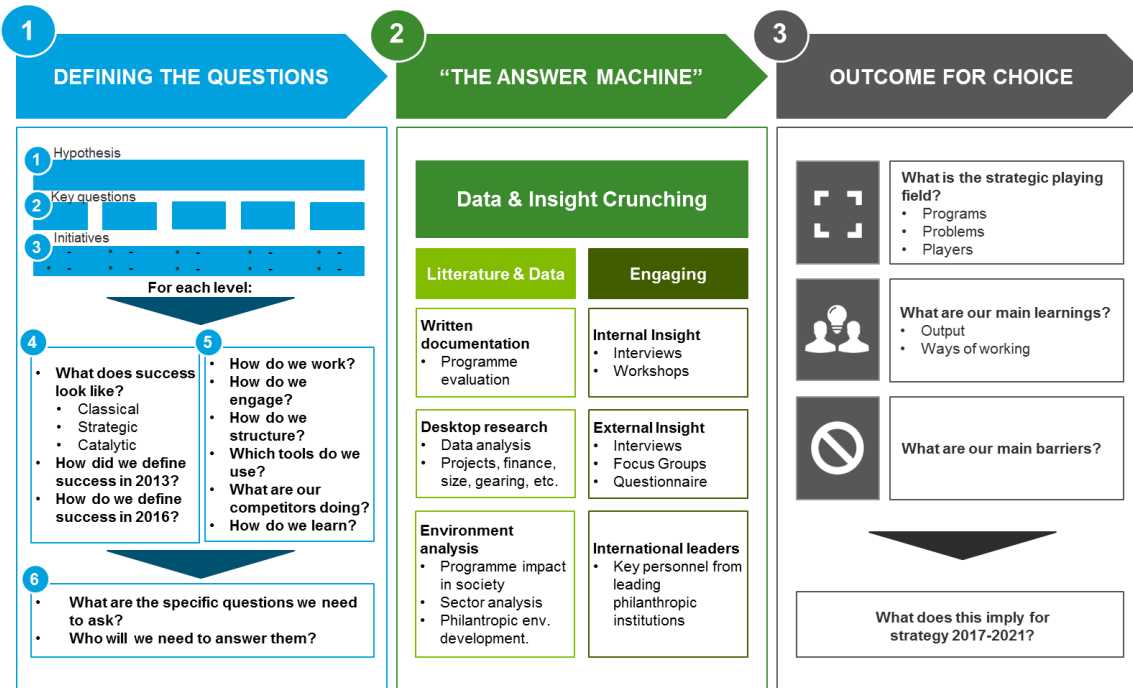 1
DEFINING THE QUESTIONS
1
Hypothesis
2
Key questions
3
Initiatives
• - • - • - • - • -
• - • - • - • - • -
For each level:
4
• What does success
look like?
• Classical
• Strategic
• Catalytic
• How did we define
success in 2013?
• How do we define
success in 2016?
5
• How do we work?
• How do we
engage?
• How do we
structure?
• Which tools do we
use?
• What are our
competitors doing?
• How do we learn?
6
• What are the specific questions we need
to ask?
• Who will we need to answer them?
2
“THE ANSWER MACHINE”
Data & Insight Crunching
Litterature & Data
Written
documentation
• Programme
evaluation
Desktop research
• Data analysis
• Projects, finance,
size, gearing, etc.
Environment
analysis
• Programme impact
in society
• Sector analysis
• Philantropic env.
development.
Engaging
Internal Insight
• Interviews
• Workshops
External Insight
• Interviews
• Focus Groups
• Questionnaire
International leaders
• Key personnel from
leading
philanthropic
institutions
3
OUTCOME FOR CHOICE
What is the strategic playing
field?
• Programs
• Problems
• Players
What are our main learnings?
• Output
• Ways of working
What are our main barriers?
What does this imply for
strategy 2017-2021?